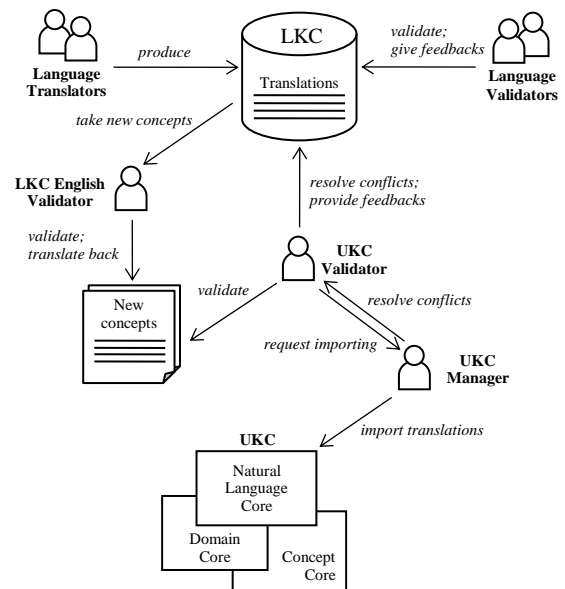 LKC
Translations
validate;
give feedbacks
produce
Language
Translators
Language
Validators
take new concepts
LKC English
Validator
resolve conflicts;
provide feedbacks
validate;
translate back
UKC
Validator
validate
New
concepts
resolve conflicts
request importing
UKC
Manager
import translations
UKC
Natural
Language
Core
Domain
Core
Concept
Core